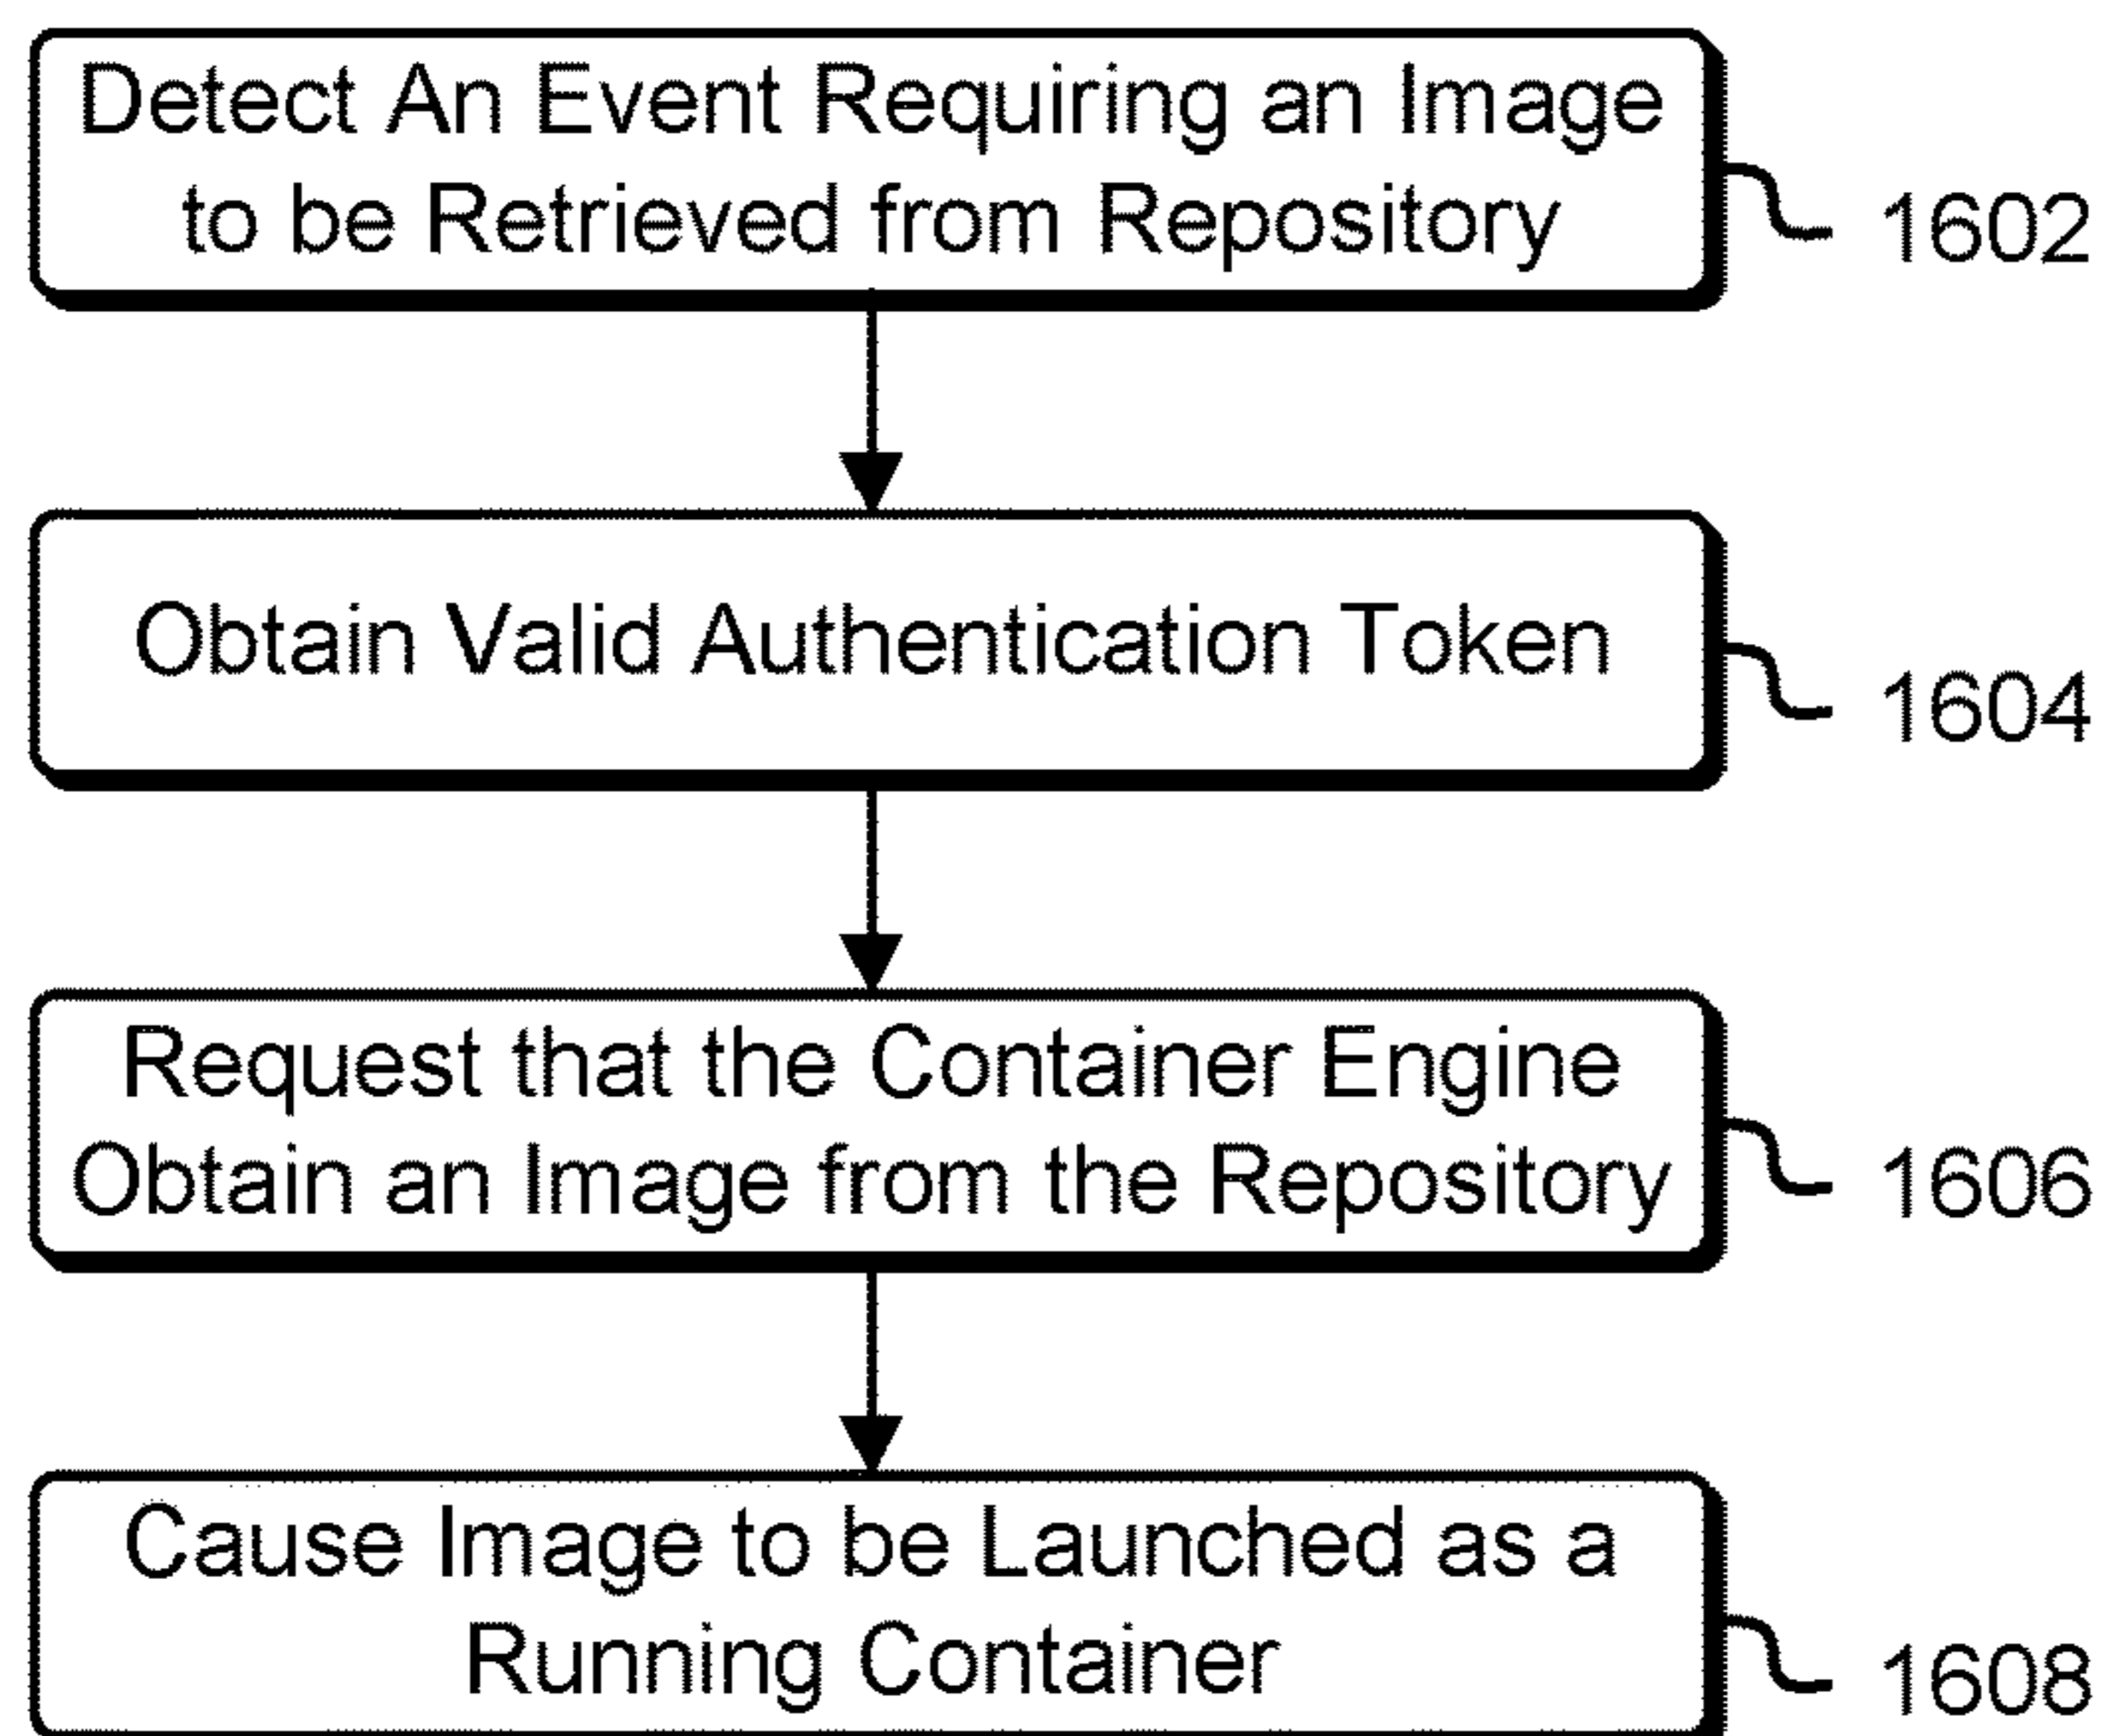 Detect An Event Requiring an Image
to be Retrieved from Repository
1602
Obtain Valid Authentication Token
1604
Request that the Container Engine
Obtain an Image from the Repository
1606
Cause Image to be Launched as a
Running Container
1608